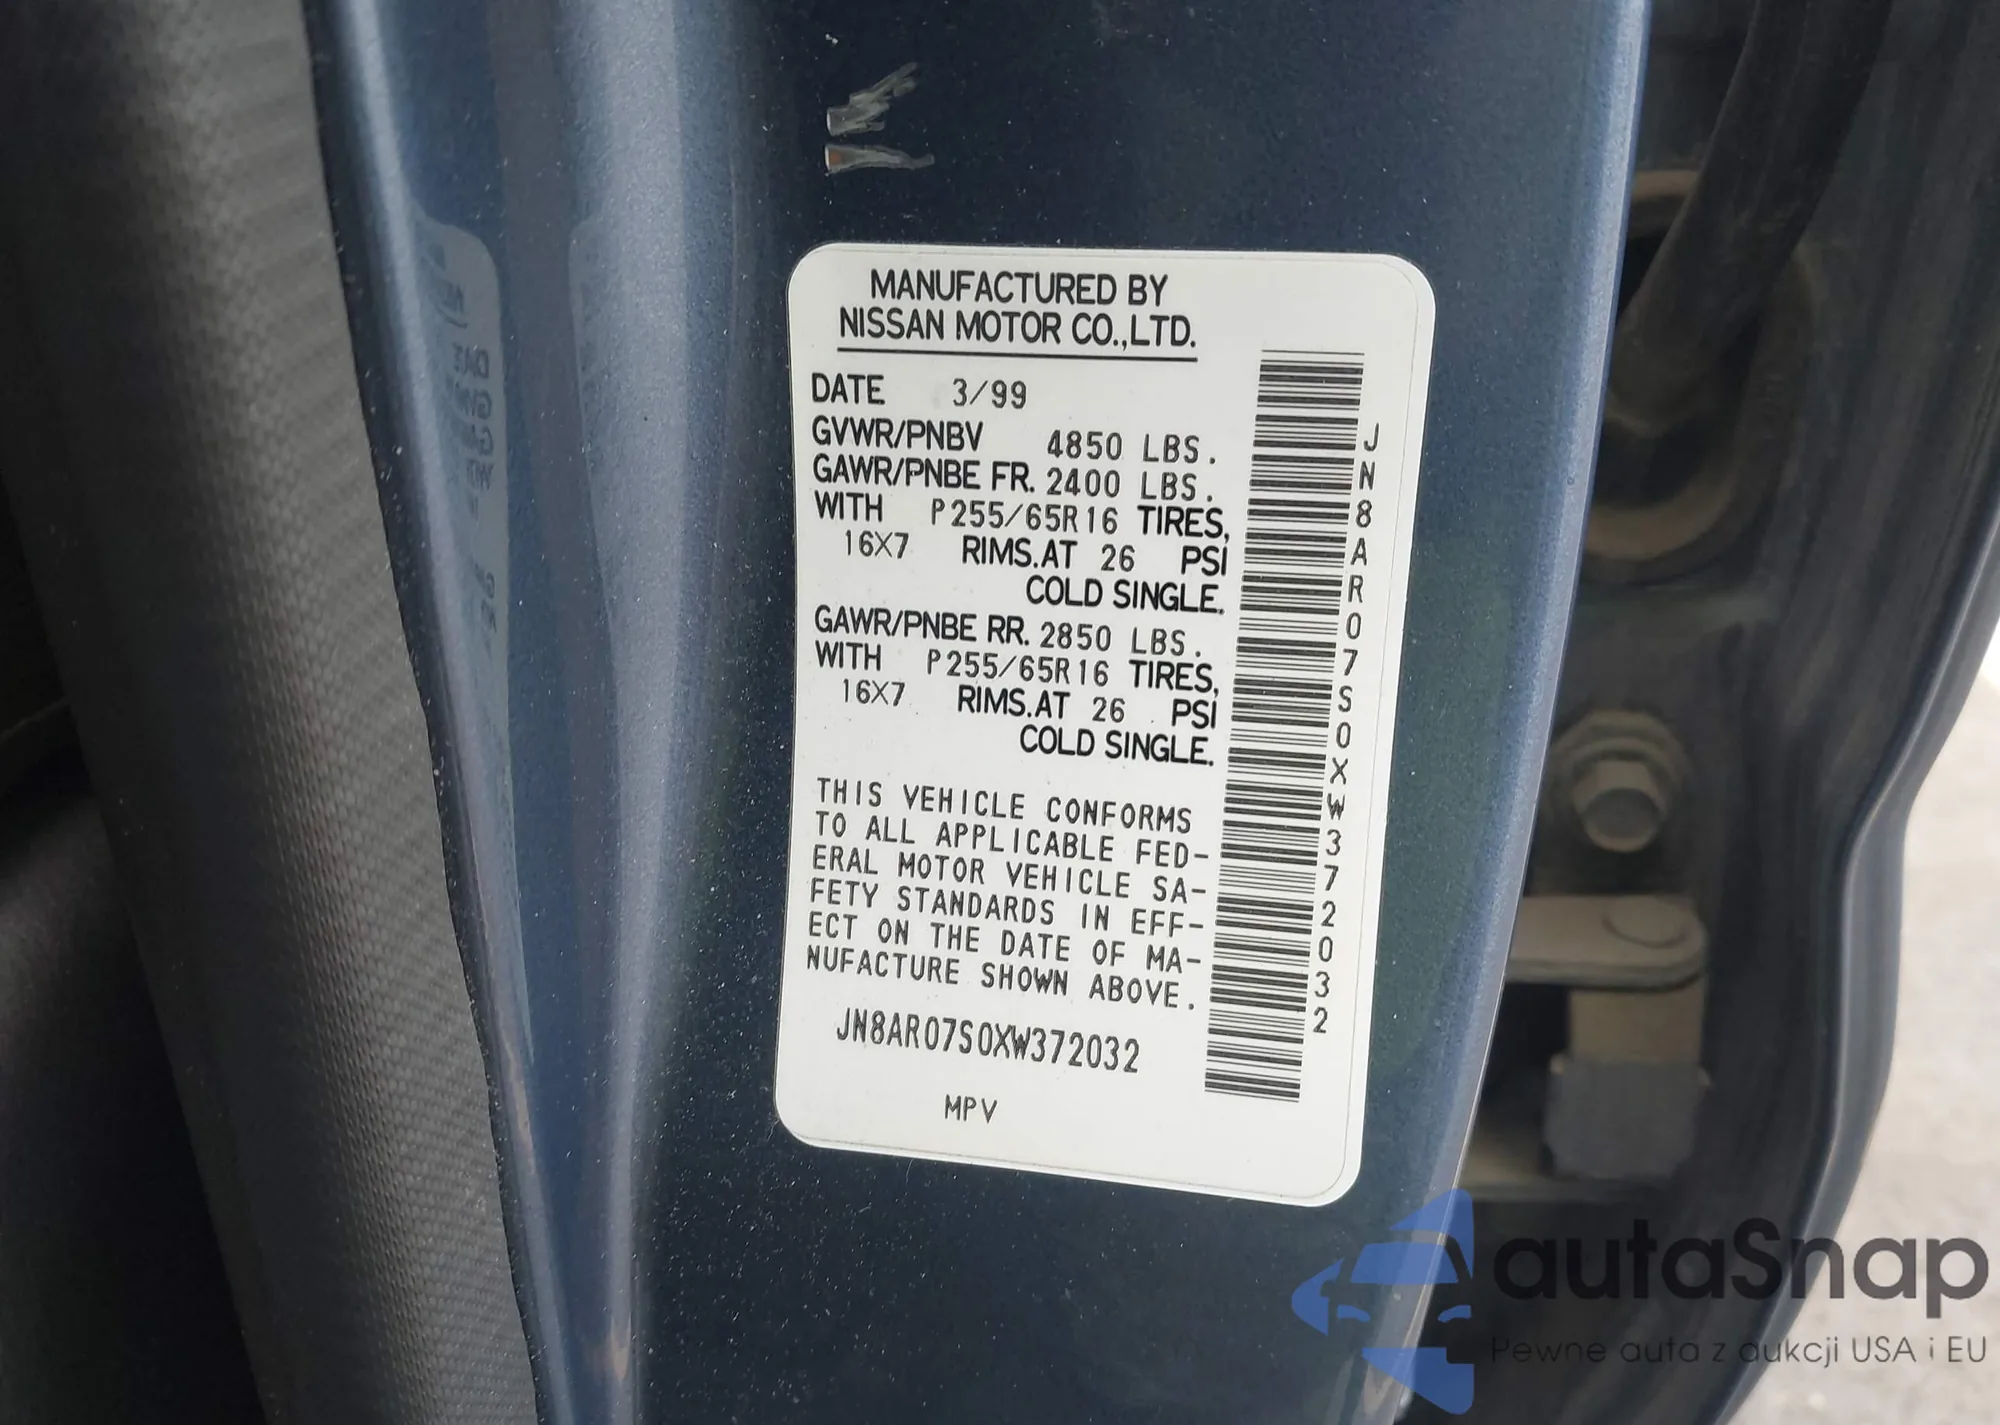 MANUFACTURED BY
NISSAN MOTOR CO.,LTD.
DATE 3/99
GVWR/PNBV 4850 LBS.
GAWR/PNBE FR. 2400 LBS.
WITH P255/65R16 TIRES,
16X7 RIMS.AT 26 PSI
COLD SINGLE.
GAWR/PNBE RR. 2850 LBS.
WITH P255/65R16 TIRES,
16X7 RIMS.AT 26 PSI
COLD SINGLE.
THIS VEHICLE CONFORMS
TO ALL APPLICABLE FED-
ERAL MOTOR VEHICLE SA-
FETY STANDARDS IN EFF-
ECT ON THE DATE OF MA-
NUFACTURE SHOWN ABOVE.
JN8AR07S0XW372032
MPV
JN8AR07S0XW372032
autaSnap
Pewne auta z aukcji USA i EU